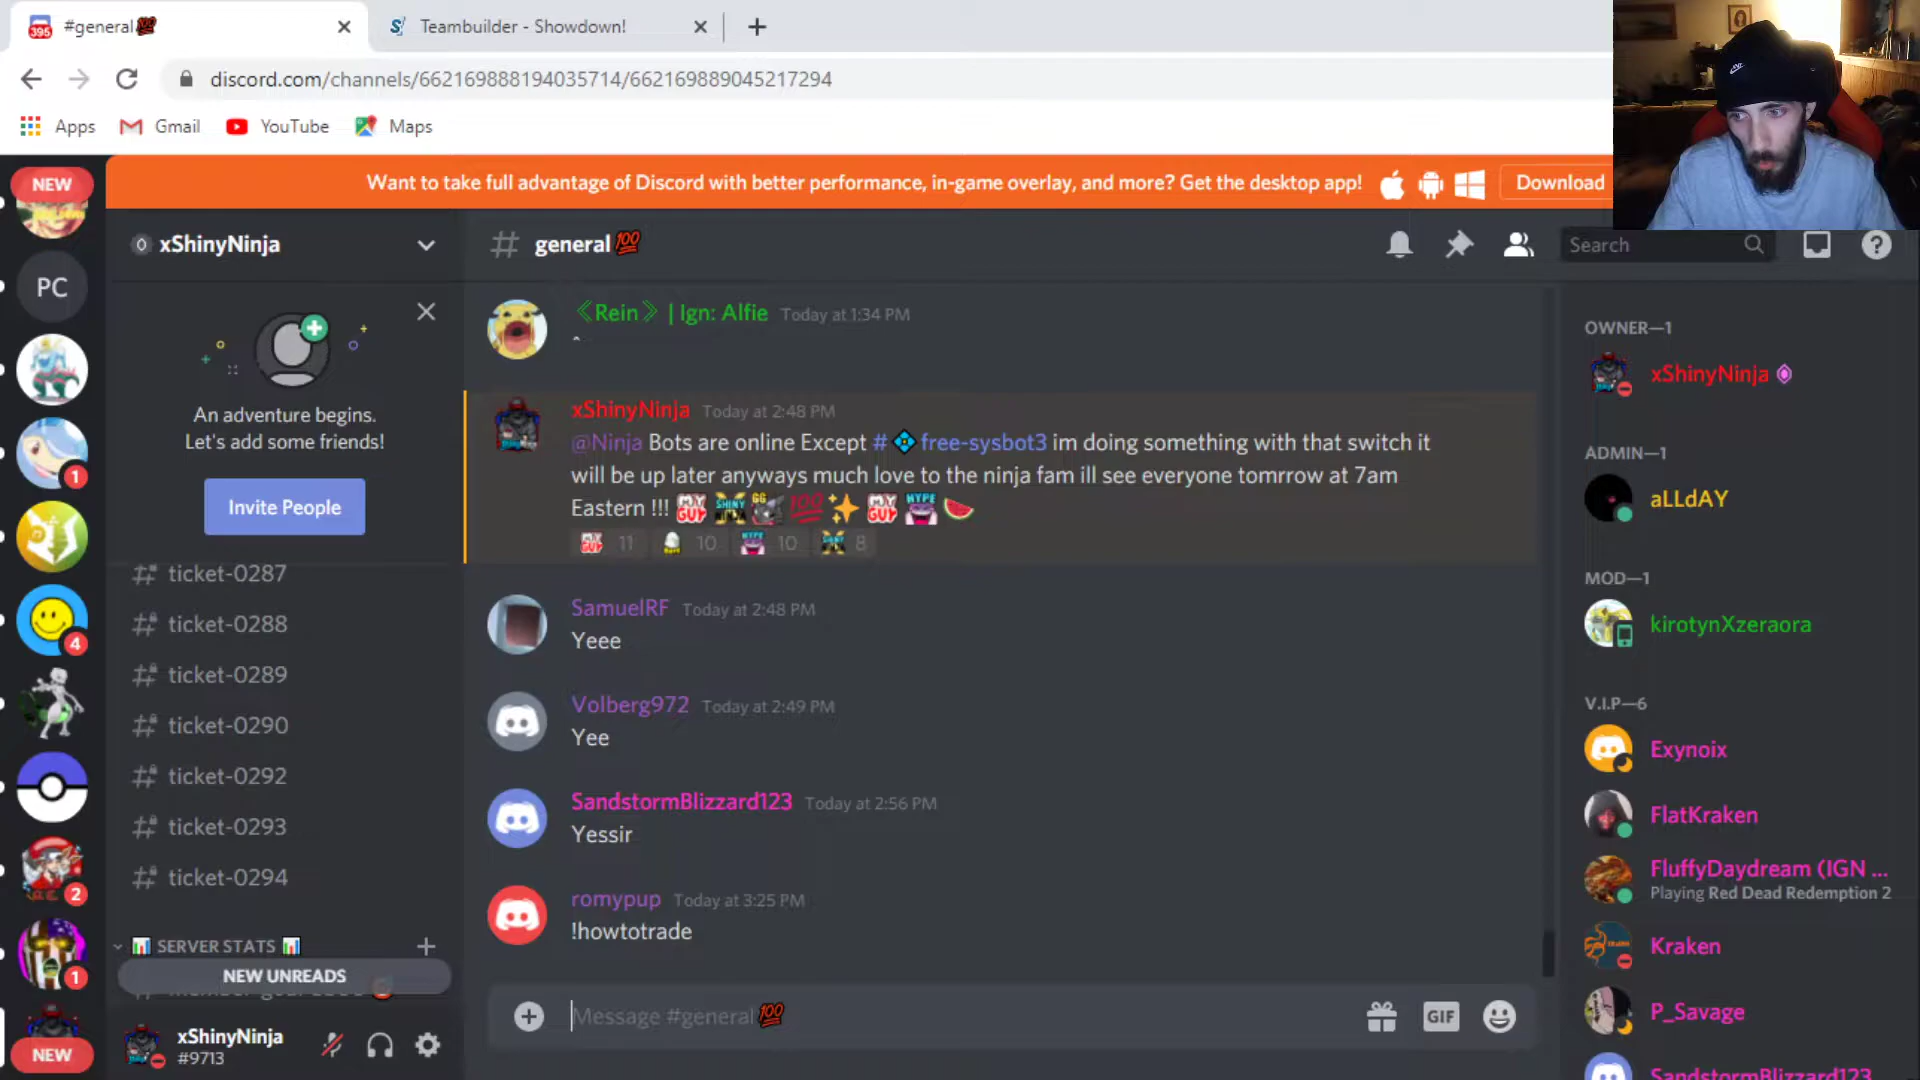 395 #general💯
Teambuilder - Showdown!
discord.com/channels/662169888194035714/662169889045217294
Apps
Gmail
YouTube
Maps
NEW
Want to take full advantage of Discord with better performance, in-game overlay, and more? Get the desktop app!
Download
PC
xShinyNinja
general💯
Search
An adventure begins.
Let's add some friends!
Invite People
ticket-0287
ticket-0288
ticket-0289
ticket-0290
ticket-0292
ticket-0293
ticket-0294
SERVER STATS
NEW UNREADS
xShinyNinja
#9713
1
4
2
1
NEW
《Rein》 | Ign: Alfie Today at 1:34 PM
^
xShinyNinja Today at 2:48 PM
@Ninja Bots are online Except #💠free-sysbot3 im doing something with that switch it
will be up later anyways much love to the ninja fam ill see everyone tomrrow at 7am
Eastern !!!
11 10 10 8
SamuelRF Today at 2:48 PM
Yeee
Volberg972 Today at 2:49 PM
Yee
SandstormBlizzard123 Today at 2:56 PM
Yessir
romypup Today at 3:25 PM
!howtotrade
Message #general💯
GIF
OWNER—1
xShinyNinja
ADMIN—1
aLLdAY
MOD—1
kirotynXzeraora
V.I.P—6
Exynoix
FlatKraken
FluffyDaydream (IGN ...
Playing Red Dead Redemption 2
Kraken
P_Savage
SandstormBlizzard123